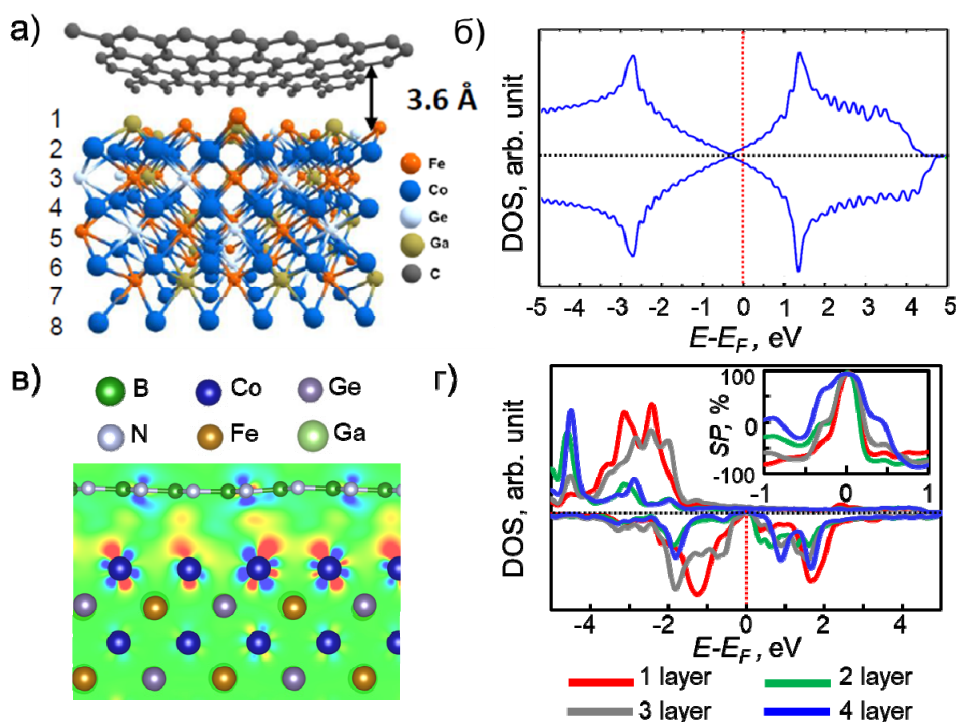 а)
3.6 Å
1
2
3
4
5
6
7
8
Fe
Co
Ge
Ga
C
б)
DOS, arb. unit
-5 -4 -3 -2 -1 0 1 2 3 4 5
E-E_F, eV
в)
B Co Ge
N Fe Ga
г)
DOS, arb. unit
SP, %
100
0
-100
-1 0 1
-4 -2 0 2 4
E-E_F, eV
1 layer 2 layer
3 layer 4 layer